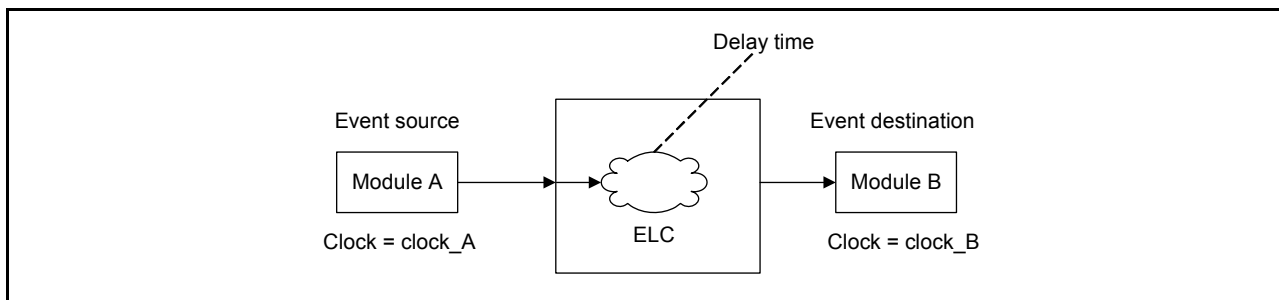 Delay time
Event source
Event destination
Module A
Module B
ELC
Clock = clock_A
Clock = clock_B